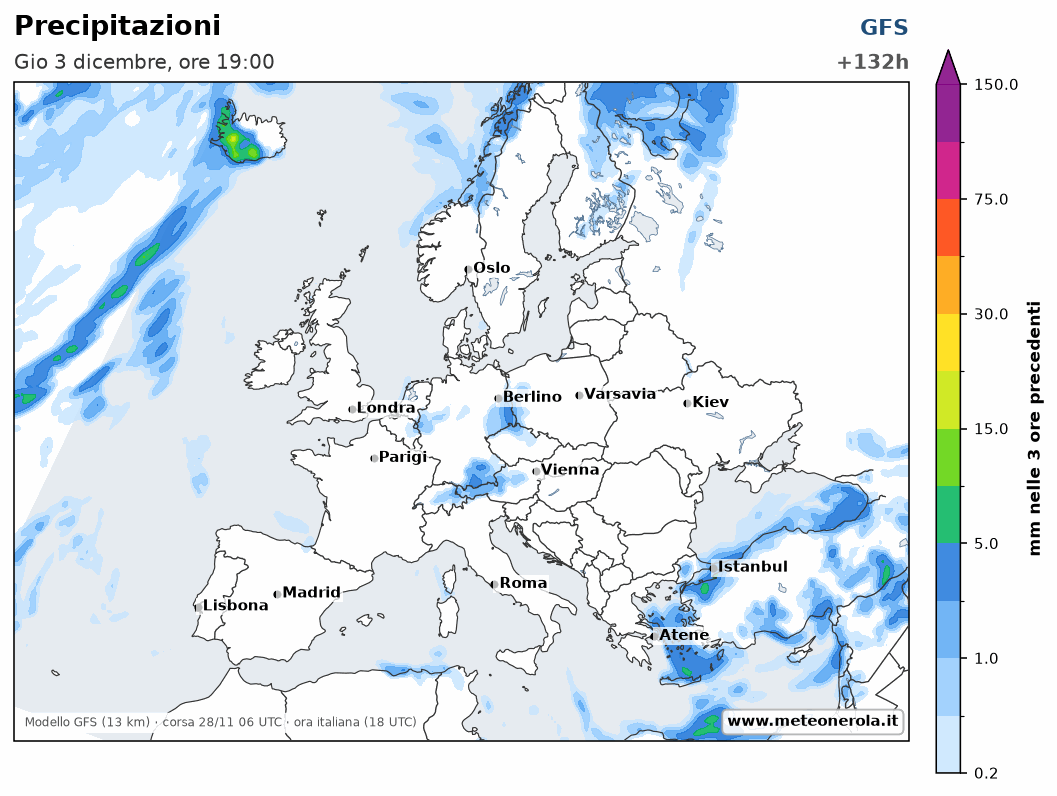 Precipitazioni
GFS
Gio 3 dicembre, ore 19:00
+132h
150.0
75.0
30.0
15.0
5.0
1.0
0.2
mm nelle 3 ore precedenti
Oslo
Berlino
Varsavia
Kiev
Londra
Parigi
Vienna
Istanbul
Roma
Madrid
Lisbona
Atene
Modello GFS (13 km) · corsa 28/11 06 UTC · ora italiana (18 UTC)
www.meteonerola.it